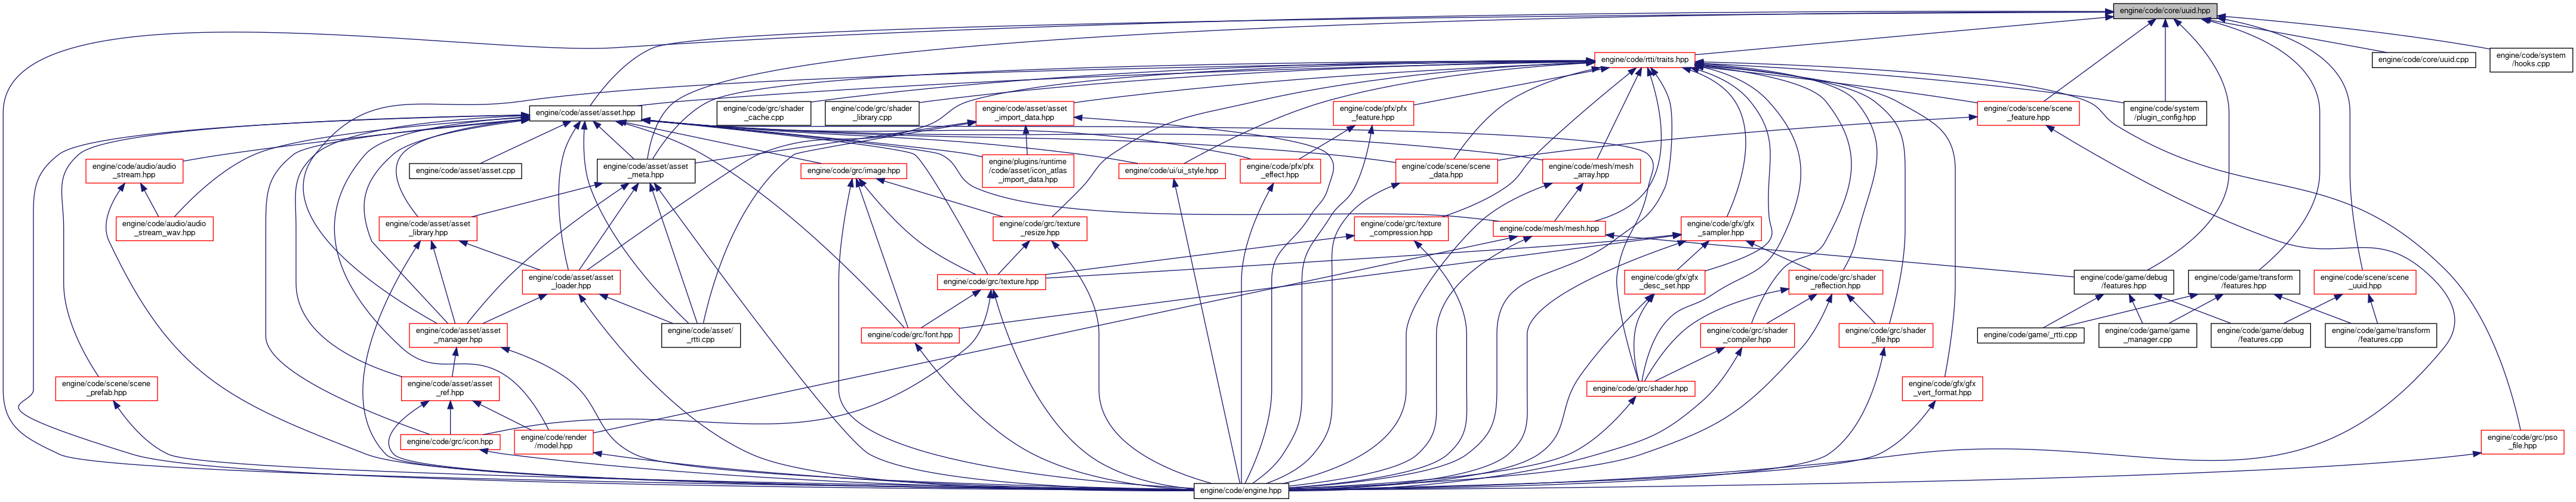 engine/code/core/uuid.hpp
engine/code/rtti/traits.hpp
engine/code/core/uuid.cpp
engine/code/system
/hooks.cpp
engine/code/asset/asset.hpp
engine/code/grc/shader
_cache.cpp
engine/code/grc/shader
_library.cpp
engine/code/asset/asset
_import_data.hpp
engine/code/pfx/pfx
_feature.hpp
engine/code/scene/scene
_feature.hpp
engine/code/system
/plugin_config.hpp
engine/code/audio/audio
_stream.hpp
engine/code/asset/asset.cpp
engine/code/asset/asset
_meta.hpp
engine/code/grc/image.hpp
engine/plugins/runtime
/code/asset/icon_atlas
_import_data.hpp
engine/code/ui/ui_style.hpp
engine/code/pfx/pfx
_effect.hpp
engine/code/scene/scene
_data.hpp
engine/code/mesh/mesh
_array.hpp
engine/code/audio/audio
_stream_wav.hpp
engine/code/asset/asset
_library.hpp
engine/code/grc/texture
_resize.hpp
engine/code/grc/texture
_compression.hpp
engine/code/mesh/mesh.hpp
engine/code/gfx/gfx
_sampler.hpp
engine/code/asset/asset
_loader.hpp
engine/code/grc/texture.hpp
engine/code/gfx/gfx
_desc_set.hpp
engine/code/grc/shader
_reflection.hpp
engine/code/game/debug
/features.hpp
engine/code/game/transform
/features.hpp
engine/code/scene/scene
_uuid.hpp
engine/code/asset/asset
_manager.hpp
engine/code/asset/
_rtti.cpp
engine/code/grc/font.hpp
engine/code/grc/shader
_compiler.hpp
engine/code/grc/shader
_file.hpp
engine/code/game/_rtti.cpp
engine/code/game/game
_manager.cpp
engine/code/game/debug
/features.cpp
engine/code/game/transform
/features.cpp
engine/code/scene/scene
_prefab.hpp
engine/code/asset/asset
_ref.hpp
engine/code/grc/shader.hpp
engine/code/gfx/gfx
_vert_format.hpp
engine/code/grc/icon.hpp
engine/code/render
/model.hpp
engine/code/grc/pso
_file.hpp
engine/code/engine.hpp